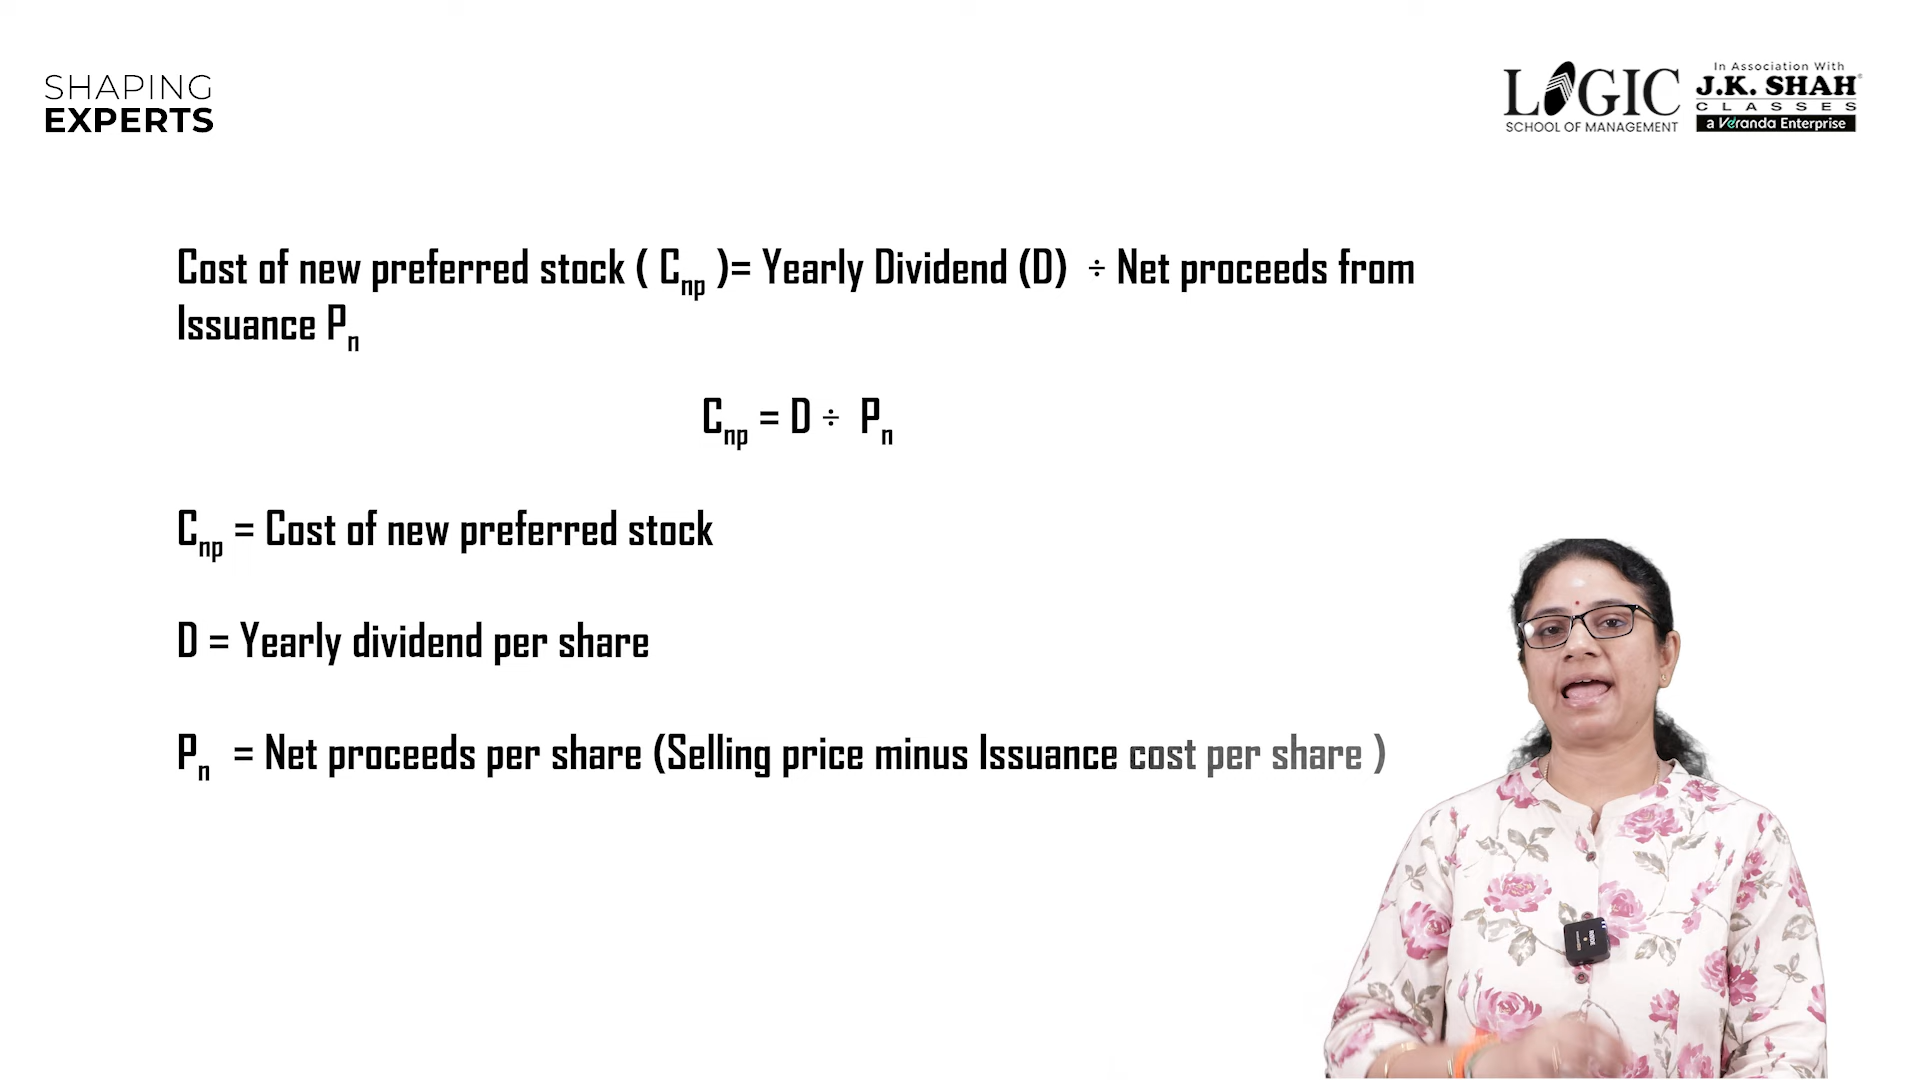 SHAPING
EXPERTS
LOGIC
SCHOOL OF MANAGEMENT
In Association With
J.K. SHAH
CLASSES
a Veranda Enterprise
Cost of new preferred stock ( Cnp )= Yearly Dividend (D) ÷ Net proceeds from
Issuance Pn
Cnp = D ÷ Pn
Cnp = Cost of new preferred stock
D = Yearly dividend per share
Pn = Net proceeds per share (Selling price minus Issuance cost per share )